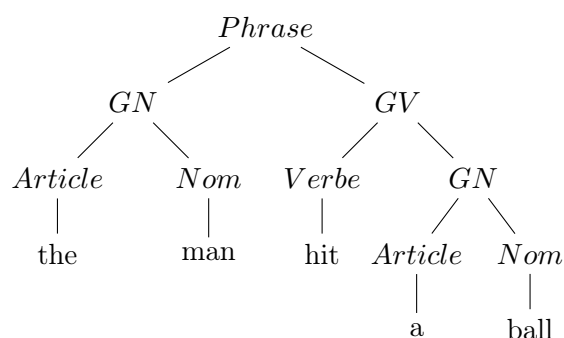 Phrase
GN GV
Article Nom Verbe GN
the man hit Article Nom
a ball